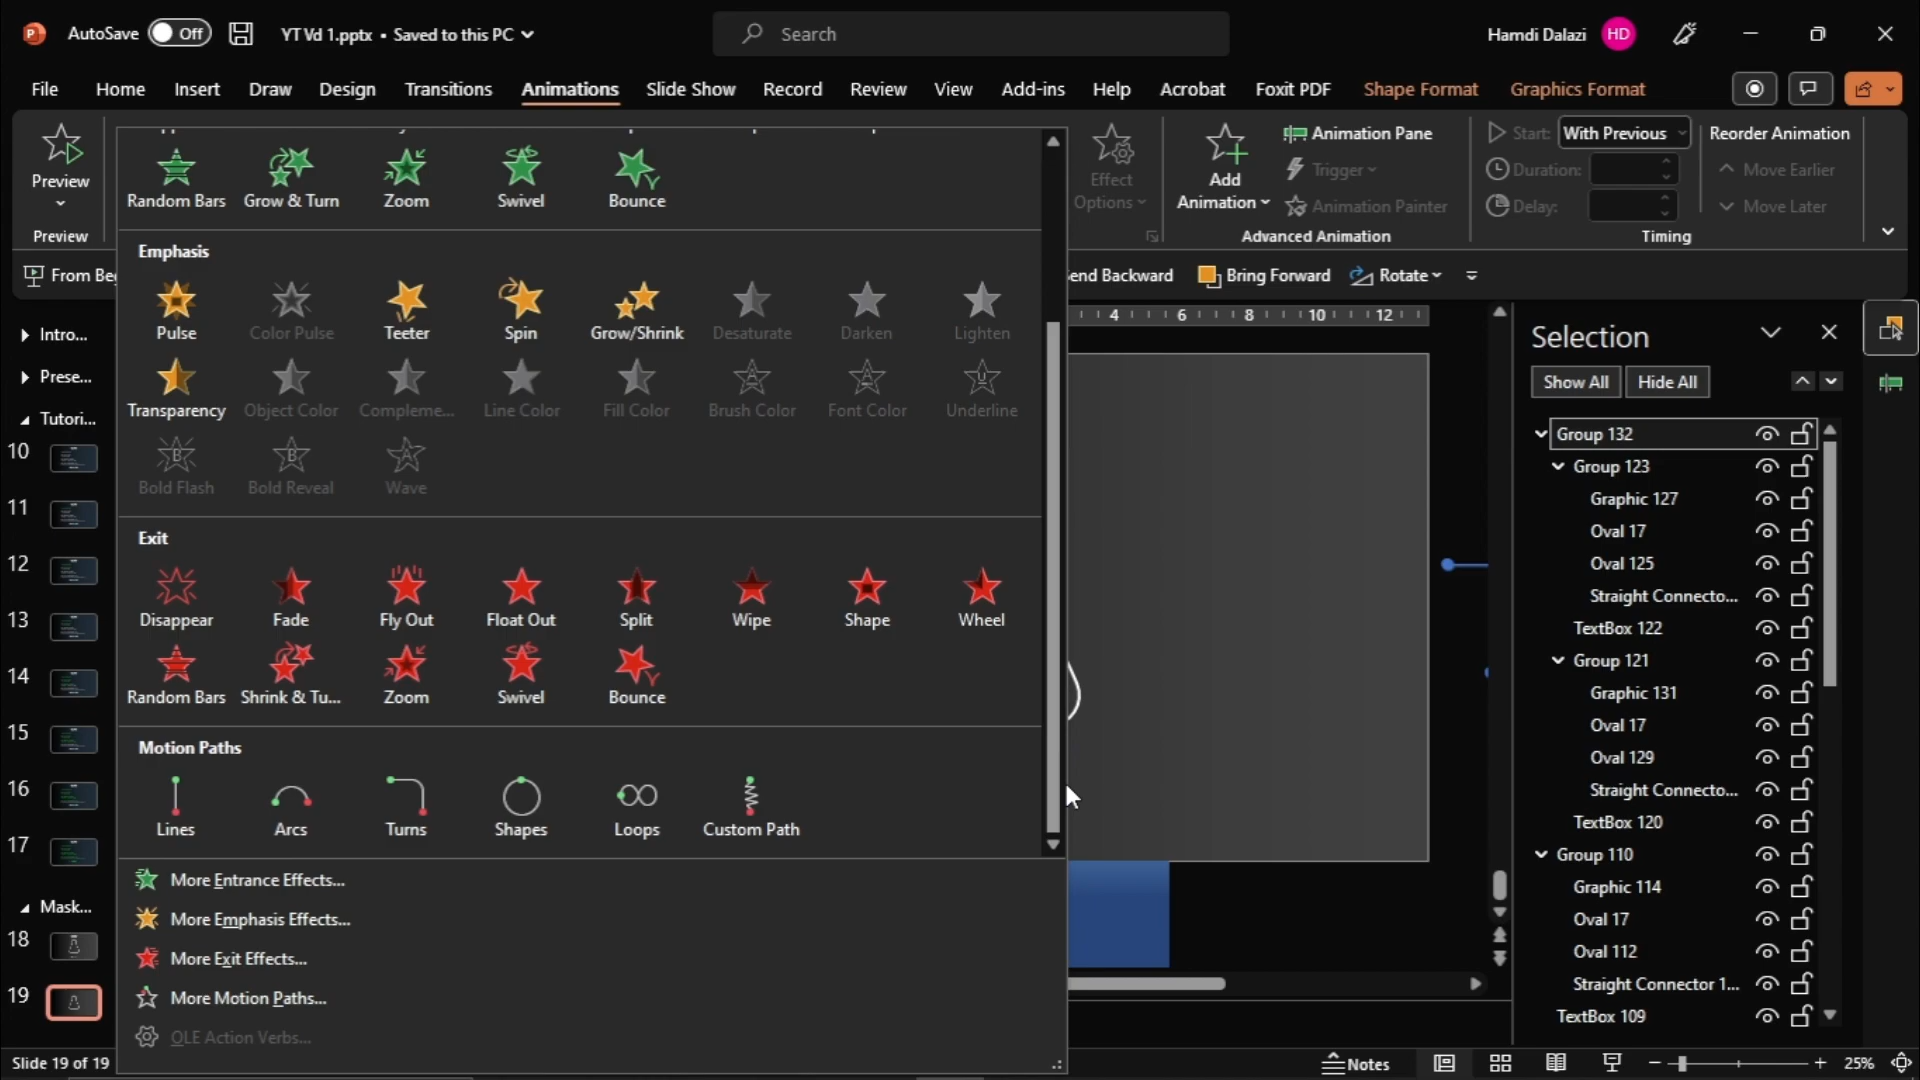 AutoSave Off YT Vd 1.pptx • Saved to this PC
Search
Hamdi Dalazi HD
File Home Insert Draw Design Transitions Animations Slide Show Record Review View Add-ins Help Acrobat Foxit PDF Shape Format Graphics Format
Preview
Preview
Random Bars Grow & Turn Zoom Swivel Bounce
Effect Options
Add Animation
Animation Pane
Trigger
Animation Painter
Advanced Animation
Start: With Previous
Duration:
Delay:
Timing
Reorder Animation
Move Earlier
Move Later
From Be
end Backward Bring Forward Rotate
Emphasis
Pulse Color Pulse Teeter Spin Grow/Shrink Desaturate Darken Lighten
Transparency Object Color Compleme... Line Color Fill Color Brush Color Font Color Underline
Bold Flash Bold Reveal Wave
Exit
Disappear Fade Fly Out Float Out Split Wipe Shape Wheel
Random Bars Shrink & Tu... Zoom Swivel Bounce
Motion Paths
Lines Arcs Turns Shapes Loops Custom Path
More Entrance Effects...
More Emphasis Effects...
More Exit Effects...
More Motion Paths...
OLE Action Verbs...
Intro...
Prese...
Tutori...
10
11
12
13
14
15
16
17
Mask...
18
19
4 6 8 10 12
Selection
Show All Hide All
Group 132
Group 123
Graphic 127
Oval 17
Oval 125
Straight Connecto...
TextBox 122
Group 121
Graphic 131
Oval 17
Oval 129
Straight Connecto...
TextBox 120
Group 110
Graphic 114
Oval 17
Oval 112
Straight Connector 1...
TextBox 109
Slide 19 of 19
Notes
25%